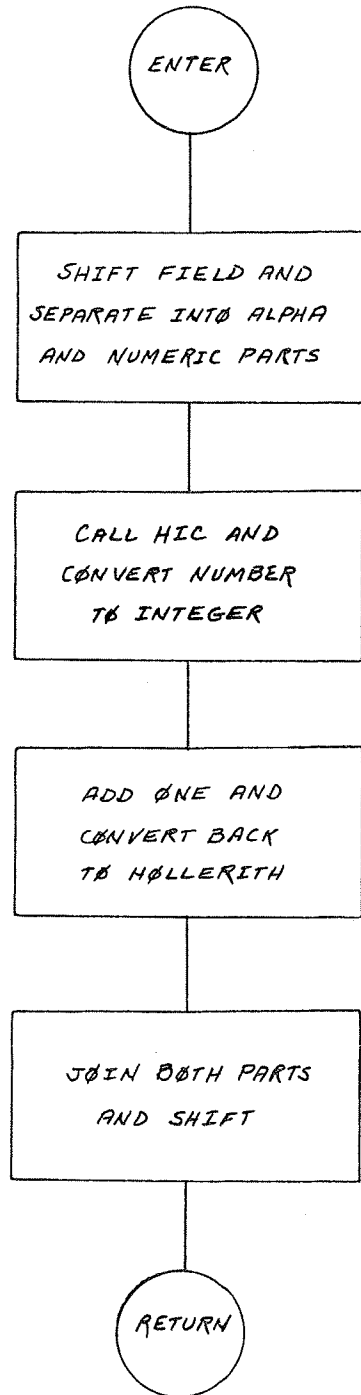 ENTER
SHIFT FIELD AND
SEPARATE INTØ ALPHA
AND NUMERIC PARTS
CALL HIC AND
CØNVERT NUMBER
TØ INTEGER
ADD ØNE AND
CØNVERT BACK
TØ HØLLERITH
JØIN BØTH PARTS
AND SHIFT
RETURN